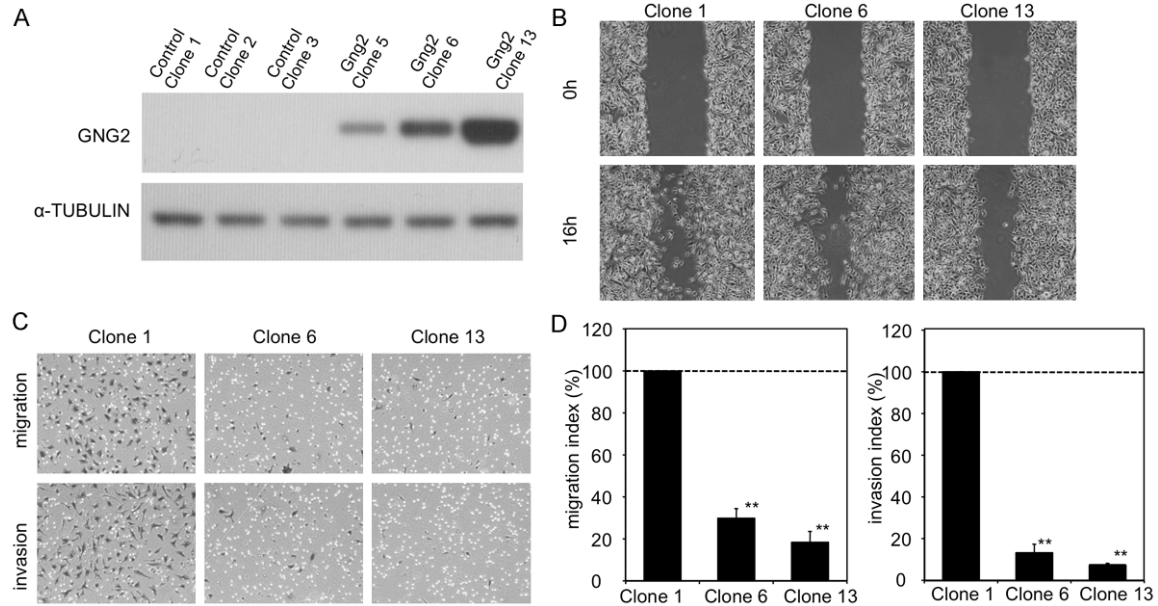 A
Control
Clone 1
Control
Clone 2
Control
Clone 3
Gng2
Clone 5
Gng2
Clone 6
Gng2
Clone 13
GNG2
α-TUBULIN
B
Clone 1 Clone 6 Clone 13
0h
16h
C
Clone 1 Clone 6 Clone 13
migration
invasion
D
migration index (%)
120
100
80
60
40
20
0
**
**
Clone 1 Clone 6 Clone 13
invasion index (%)
120
100
80
60
40
20
0
**
**
Clone 1 Clone 6 Clone 13